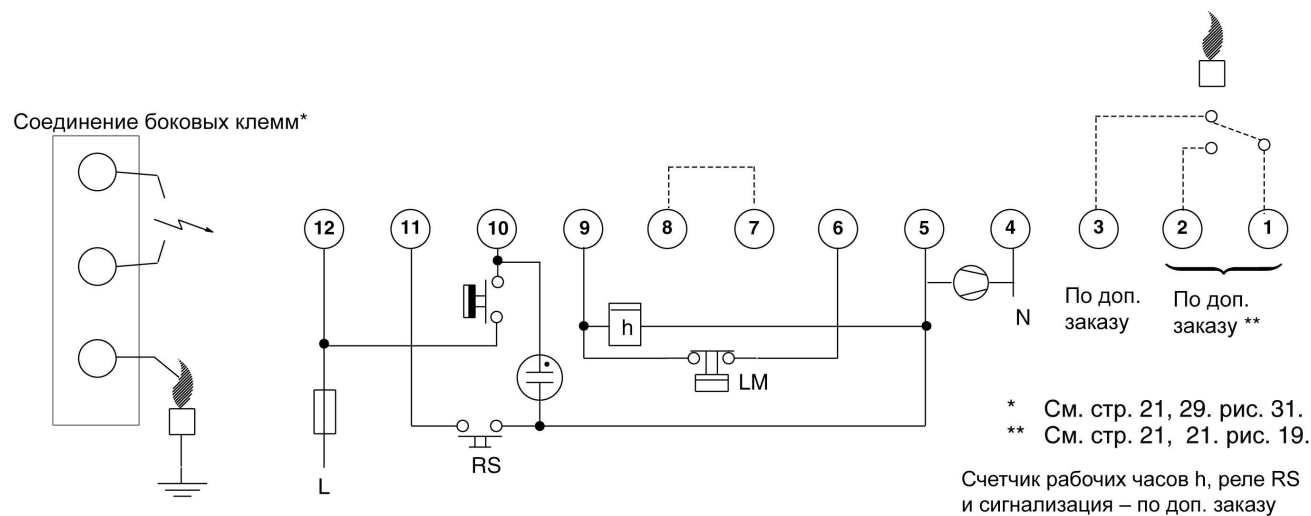 Соединение боковых клемм*
12
11
10
9
8
7
6
5
4
3
2
1
h
LM
RS
L
N
По доп.
заказу
По доп.
заказу **
* См. стр. 21, 29. рис. 31.
** См. стр. 21, 21. рис. 19.
Счетчик рабочих часов h, реле RS
и сигнализация – по доп. заказу